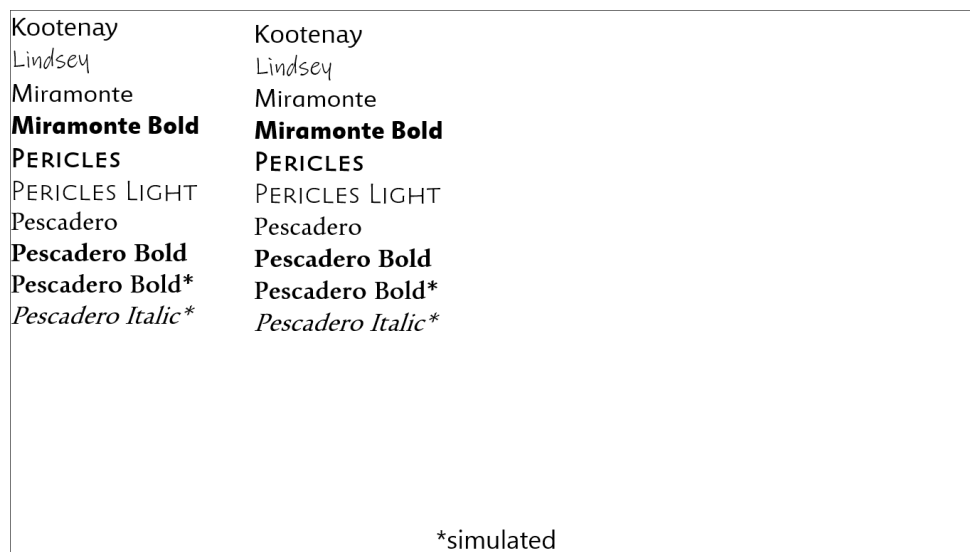 Kootenay
Lindsey
Miramonte
Miramonte Bold
Pericles
Pericles Light
Pescadero
Pescadero Bold
Pescadero Bold*
Pescadero Italic*
Kootenay
Lindsey
Miramonte
Miramonte Bold
Pericles
Pericles Light
Pescadero
Pescadero Bold
Pescadero Bold*
Pescadero Italic*
*simulated